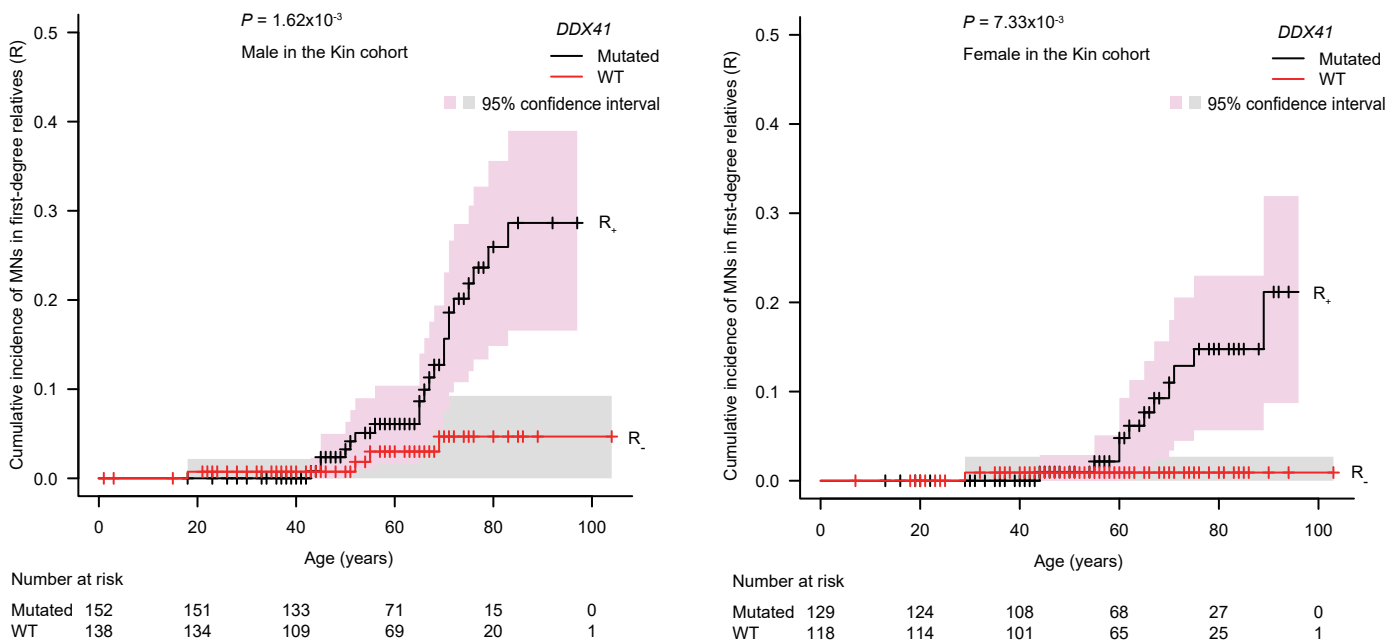 P = 1.62x10-3
Male in the Kin cohort
DDX41
Mutated
WT
95% confidence interval
Cumulative incidence of MNs in first-degree relatives (R)
0.5
0.4
0.3
0.2
0.1
0.0
R+
R-
0 20 40 60 80 100
Age (years)
Number at risk
Mutated 152 151 133 71 15 0
WT 138 134 109 69 20 1
P = 7.33x10-3
Female in the Kin cohort
DDX41
Mutated
WT
95% confidence interval
Cumulative incidence of MNs in first-degree relatives (R)
0.5
0.4
0.3
0.2
0.1
0.0
R+
R-
0 20 40 60 80 100
Age (years)
Number at risk
Mutated 129 124 108 68 27 0
WT 118 114 101 65 25 1